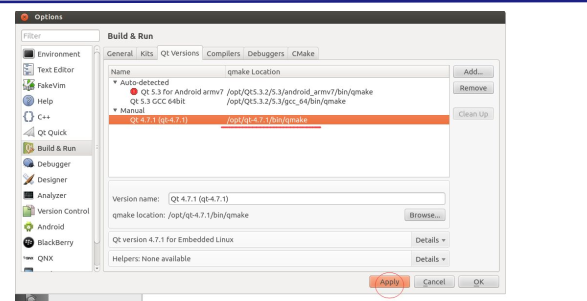 Options
Filter
Build & Run
Environment
Text Editor
FakeVim
Help
C++
Qt Quick
Build & Run
Debugger
Designer
Analyzer
Version Control
Android
BlackBerry
QNX
General Kits Qt Versions Compilers Debuggers CMake
Name qmake Location
Auto-detected
Qt 5.3 for Android armv7 /opt/Qt5.3.2/5.3/android_armv7/bin/qmake
Qt 5.3 GCC 64bit /opt/Qt5.3.2/5.3/gcc_64/bin/qmake
Manual
Qt 4.7.1 (qt-4.7.1) /opt/qt-4.7.1/bin/qmake
Add...
Remove
Clean Up
Version name: Qt 4.7.1 (qt-4.7.1)
qmake location: /opt/qt-4.7.1/bin/qmake Browse...
Qt version 4.7.1 for Embedded Linux Details
Helpers: None available Details
Apply Cancel OK